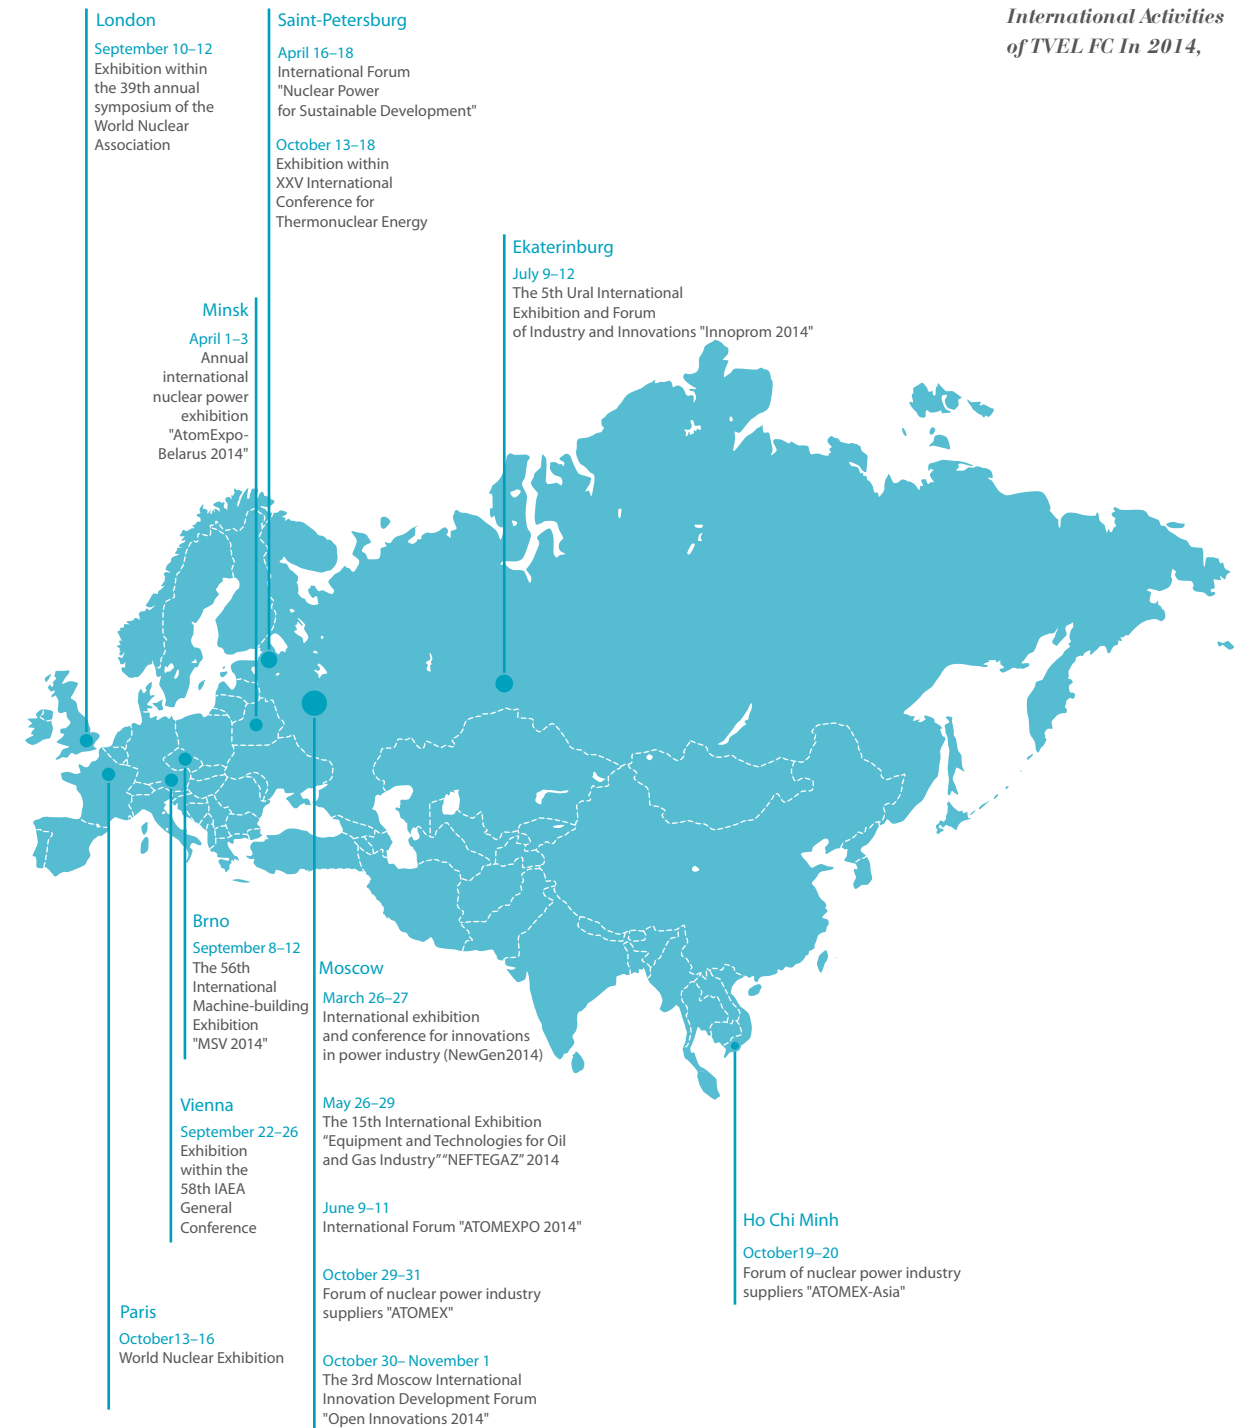 International Activities
of TVEL FC In 2014,
London
September 10–12
Exhibition within
the 39th annual
symposium of the
World Nuclear
Association
Saint-Petersburg
April 16–18
International Forum
"Nuclear Power
for Sustainable Development"
October 13–18
Exhibition within
XXV International
Conference for
Thermonuclear Energy
Ekaterinburg
July 9–12
The 5th Ural International
Exhibition and Forum
of Industry and Innovations "Innoprom 2014"
Minsk
April 1–3
Annual
international
nuclear power
exhibition
"AtomExpo-
Belarus 2014"
Brno
September 8–12
The 56th
International
Machine-building
Exhibition
"MSV 2014"
Vienna
September 22–26
Exhibition
within the
58th IAEA
General
Conference
Paris
October13–16
World Nuclear Exhibition
Moscow
March 26–27
International exhibition
and conference for innovations
in power industry (NewGen2014)
May 26–29
The 15th International Exhibition
“Equipment and Technologies for Oil
and Gas Industry”“NEFTEGAZ” 2014
June 9–11
International Forum "ATOMEXPO 2014"
October 29–31
Forum of nuclear power industry
suppliers "ATOMEX"
October 30– November 1
The 3rd Moscow International
Innovation Development Forum
"Open Innovations 2014"
Ho Chi Minh
October19–20
Forum of nuclear power industry
suppliers "ATOMEX-Asia"